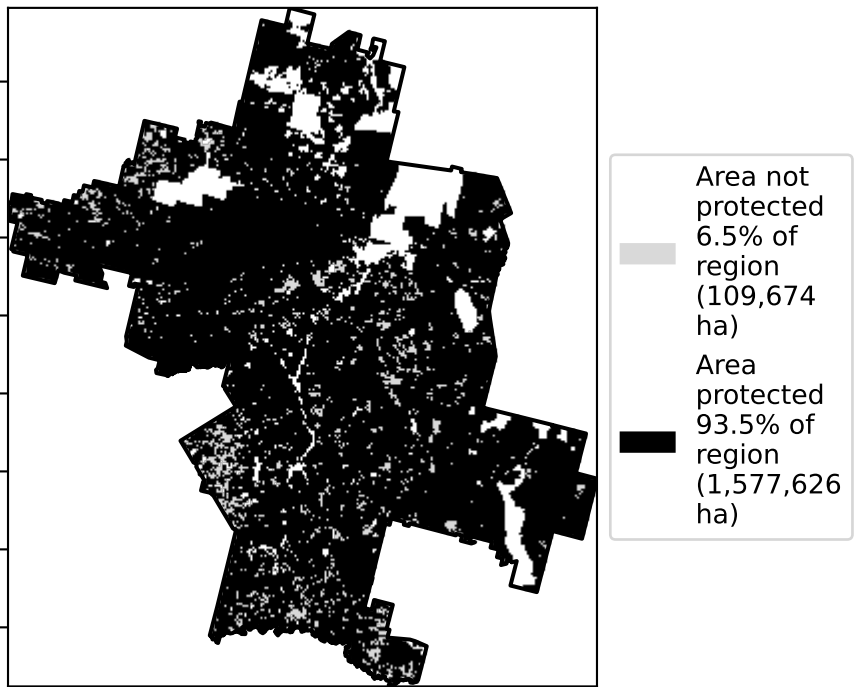 Area not
protected
6.5% of
region
(109,674
ha)
Area
protected
93.5% of
region
(1,577,626
ha)